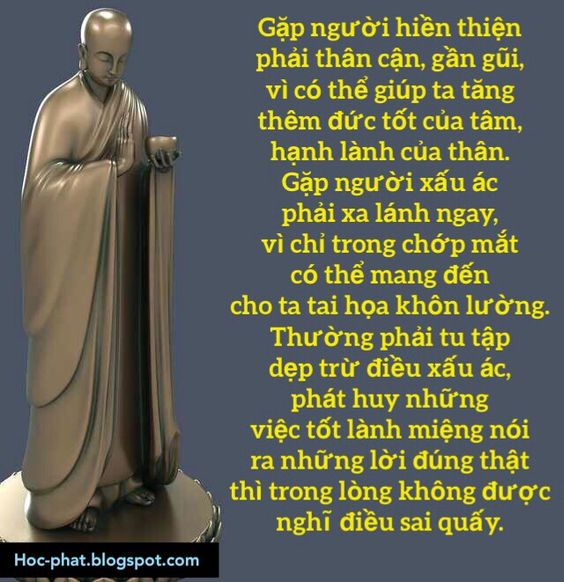 Gặp người hiền thiện
phải thân cận, gần gũi,
vì có thể giúp ta tăng
thêm đức tốt của tâm,
hạnh lành của thân.
Gặp người xấu ác
phải xa lánh ngay,
vì chỉ trong chớp mắt
có thể mang đến
cho ta tai họa khôn lường.
Thường phải tu tập
dẹp trừ điều xấu ác,
phát huy những
việc tốt lành miệng nói
ra những lời đúng thật
thì trong lòng không được
nghĩ điều sai quấy.
Hoc-phat.blogspot.com